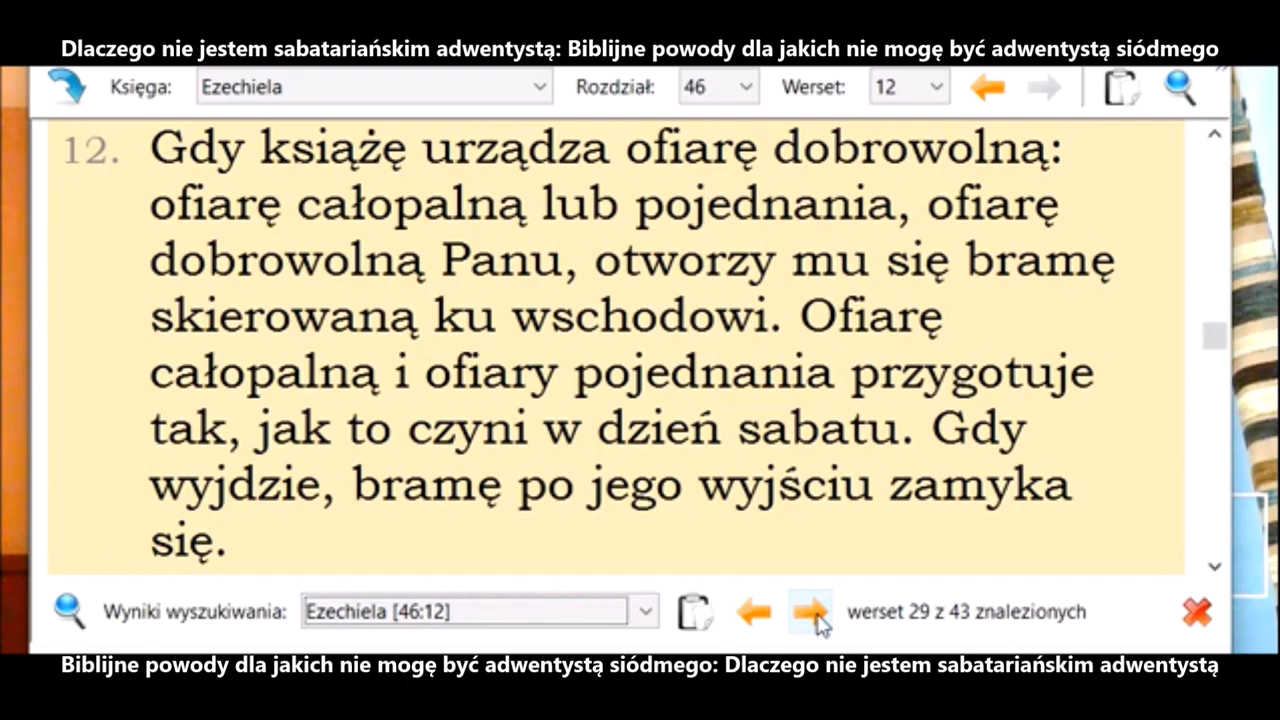 Dlaczego nie jestem sabatariańskim adwentystą: Biblijne powody dla jakich nie mogę być adwentystą siódmego
Księga: Ezechiela Rozdział: 46 Werset: 12
12. Gdy książę urządza ofiarę dobrowolną:
ofiarę całopalną lub pojednania, ofiarę
dobrowolną Panu, otworzy mu się bramę
skierowaną ku wschodowi. Ofiarę
całopalną i ofiary pojednania przygotuje
tak, jak to czyni w dzień sabatu. Gdy
wyjdzie, bramę po jego wyjściu zamyka
się.
Wyniki wyszukiwania: Ezechiela [46:12] werset 29 z 43 znalezionych
Biblijne powody dla jakich nie mogę być adwentystą siódmego: Dlaczego nie jestem sabatariańskim adwentystą